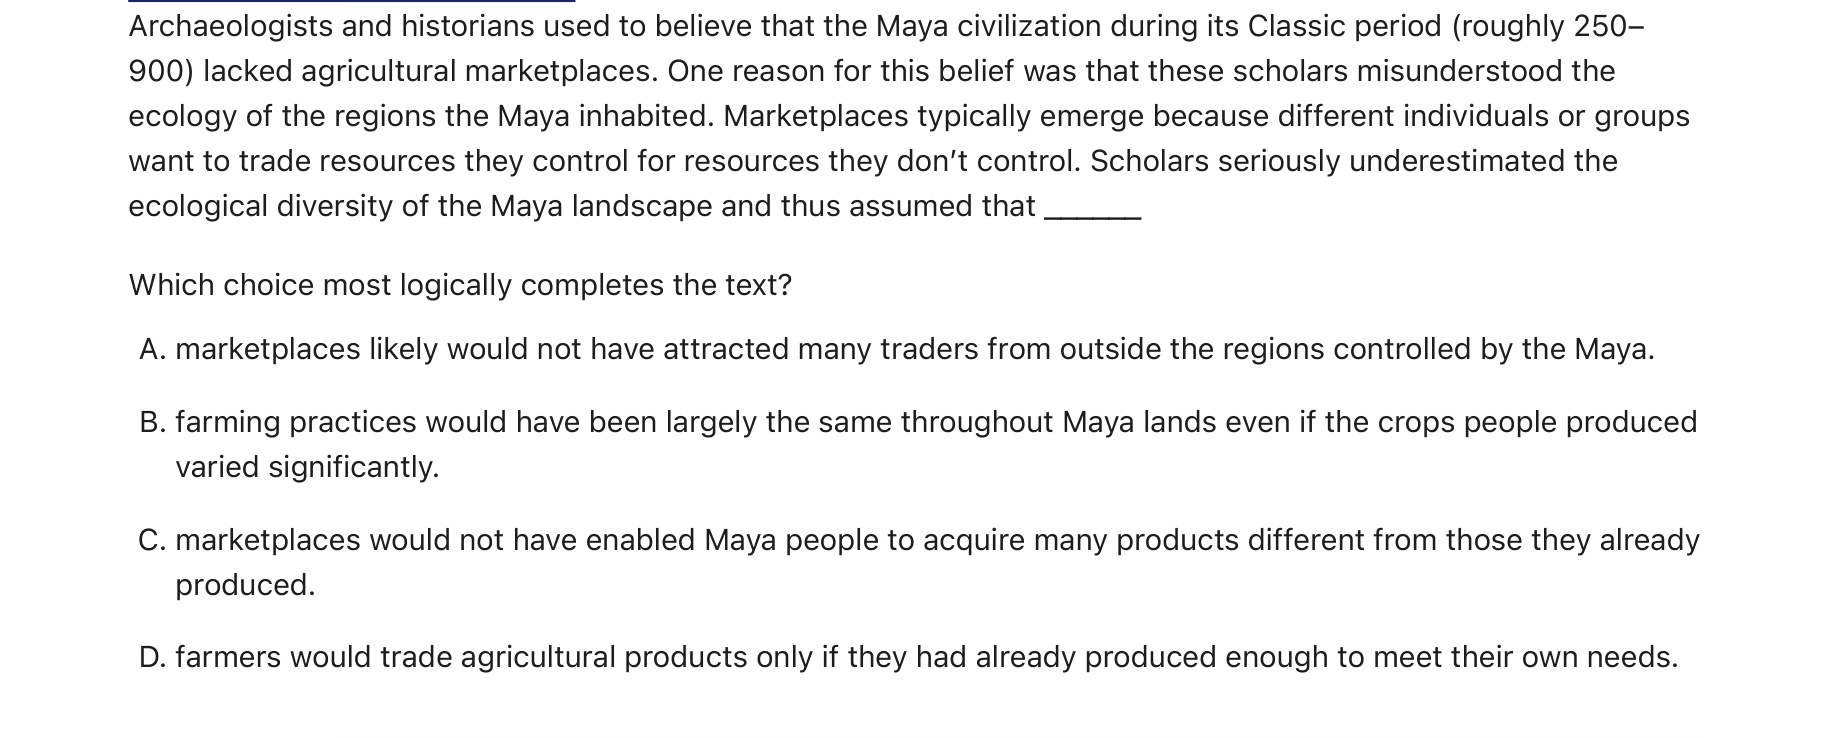 Archaeologists and historians used to believe that the Maya civilization during its Classic period (roughly 250–
900) lacked agricultural marketplaces. One reason for this belief was that these scholars misunderstood the
ecology of the regions the Maya inhabited. Marketplaces typically emerge because different individuals or groups
want to trade resources they control for resources they don’t control. Scholars seriously underestimated the
ecological diversity of the Maya landscape and thus assumed that ______
Which choice most logically completes the text?
A. marketplaces likely would not have attracted many traders from outside the regions controlled by the Maya.
B. farming practices would have been largely the same throughout Maya lands even if the crops people produced
varied significantly.
C. marketplaces would not have enabled Maya people to acquire many products different from those they already
produced.
D. farmers would trade agricultural products only if they had already produced enough to meet their own needs.